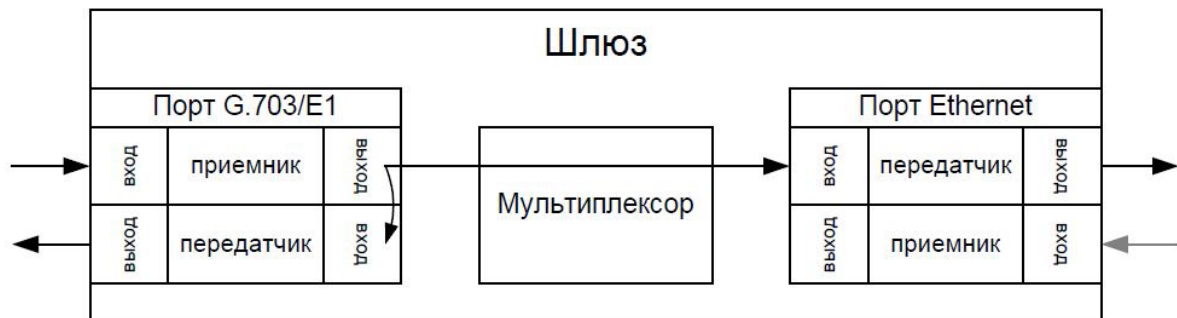 Шлюз
Порт G.703/E1
Порт Ethernet
вход
приемник
выход
вход
передатчик
выход
Мультиплексор
выход
передатчик
вход
выход
приемник
вход